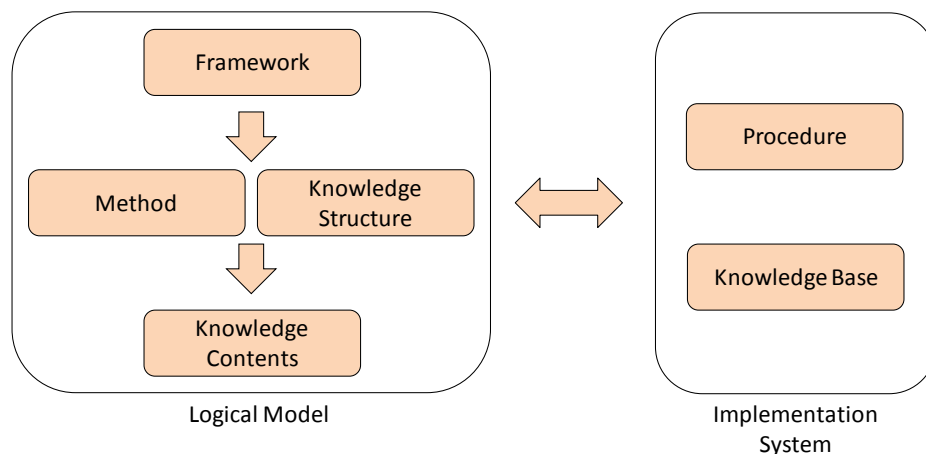 Framework
Method
Knowledge
Structure
Knowledge
Contents
Logical Model
Procedure
Knowledge Base
Implementation
System